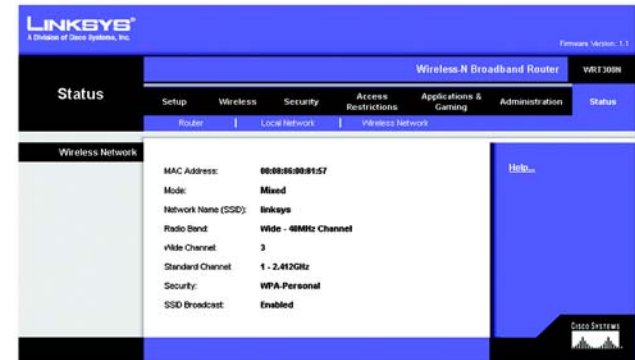 LINKSYS®
A Division of Cisco Systems, Inc.
Firmware Version: 1.1
Wireless-N Broadband Router WRT300N
Status
Setup Wireless Security Access Restrictions Applications & Gaming Administration Status
Router | Local Network | Wireless Network
Wireless Network
MAC Address: 00:08:86:00:81:57
Mode: Mixed
Network Name (SSID): linksys
Radio Band: Wide - 40MHz Channel
Wide Channel: 3
Standard Channel: 1 - 2.412GHz
Security: WPA-Personal
SSID Broadcast: Enabled
Help...
CISCO SYSTEMS